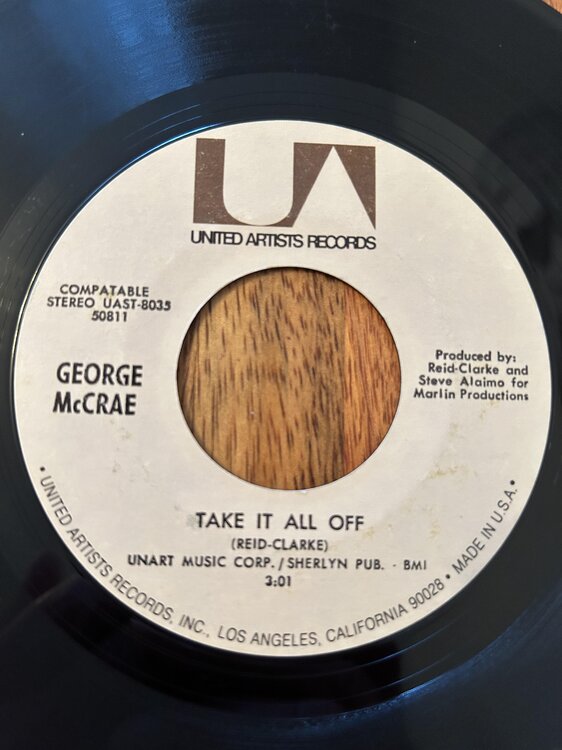 UA
UNITED ARTISTS RECORDS
COMPATABLE
STEREO UAST-8035
50811
GEORGE
McCRAE
Produced by:
Reid-Clarke and
Steve Alaimo for
Marlin Productions
TAKE IT ALL OFF
(REID-CLARKE)
UNART MUSIC CORP./SHERLYN PUB. - BMI
3:01
• UNITED ARTISTS RECORDS, INC., LOS ANGELES, CALIFORNIA 90028 • MADE IN U.S.A. •